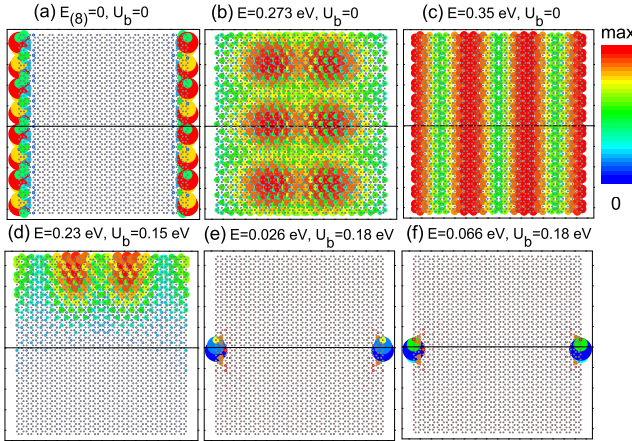 (a) E(8)=0, Ub=0
(b) E=0.273 eV, Ub=0
(c) E=0.35 eV, Ub=0
max
0
(d) E=0.23 eV, Ub=0.15 eV
(e) E=0.026 eV, Ub=0.18 eV
(f) E=0.066 eV, Ub=0.18 eV